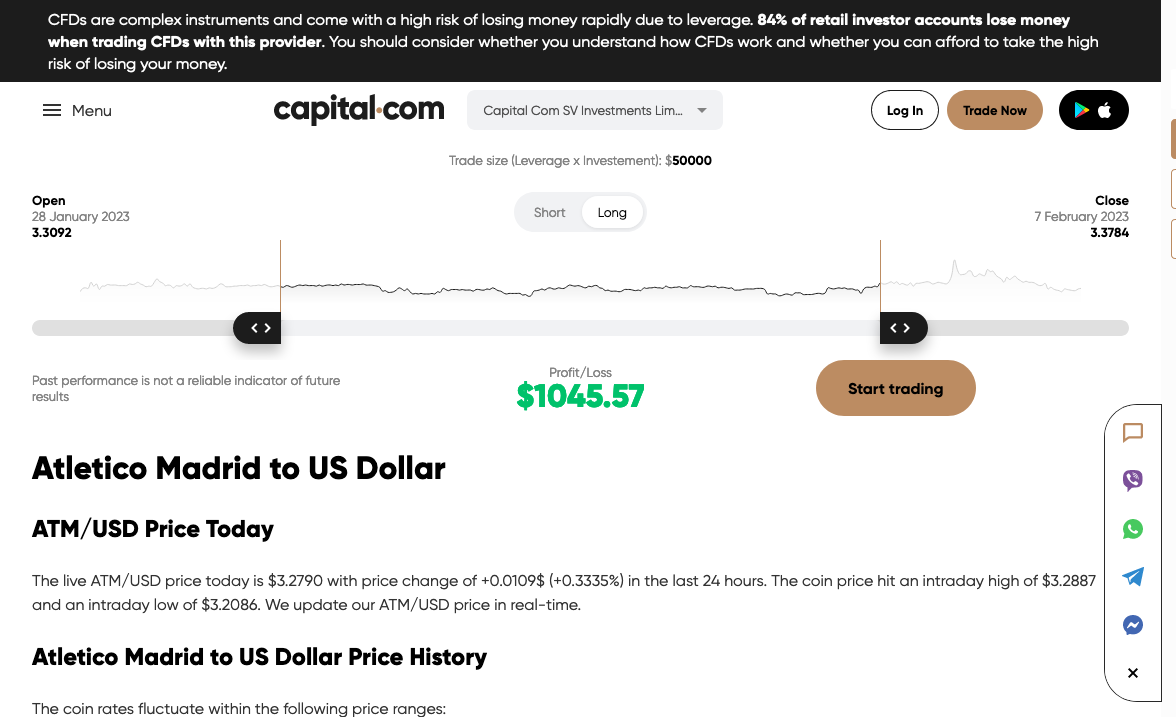 CFDs are complex instruments and come with a high risk of losing money rapidly due to leverage. 84% of retail investor accounts lose money
when trading CFDs with this provider. You should consider whether you understand how CFDs work and whether you can afford to take the high
risk of losing your money.
Menu
capital.com
Capital Com SV Investments Lim...
Log In
Trade Now
Trade size (Leverage x Investement): $50000
Open
28 January 2023
3.3092
Short
Long
Close
7 February 2023
3.3784
Past performance is not a reliable indicator of future
results
Profit/Loss
$1045.57
Start trading
Atletico Madrid to US Dollar
ATM/USD Price Today
The live ATM/USD price today is $3.2790 with price change of +0.0109$ (+0.3335%) in the last 24 hours. The coin price hit an intraday high of $3.2887
and an intraday low of $3.2086. We update our ATM/USD price in real-time.
Atletico Madrid to US Dollar Price History
The coin rates fluctuate within the following price ranges: